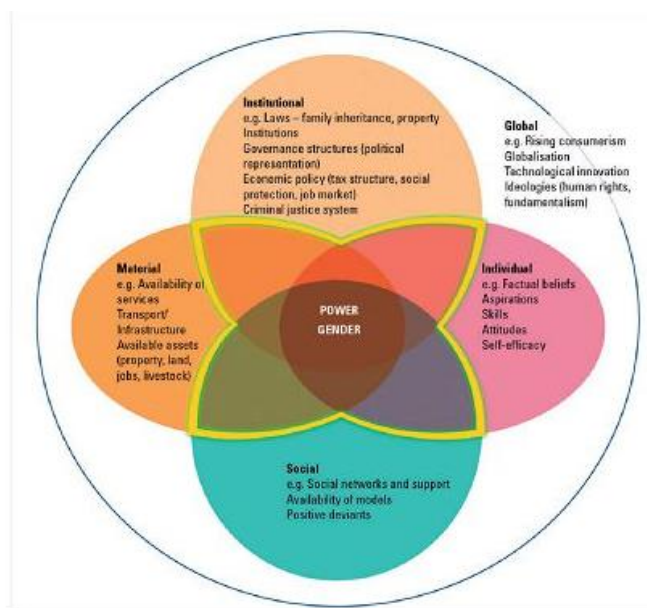 Institutional
e.g. Laws – family inheritance, property
Institutions
Governance structures (political
representation)
Economic policy (tax structure, social
protection, job market)
Criminal justice system
Global
e.g. Rising consumerism
Globalisation
Technological innovation
Ideologies (human rights,
fundamentalism)
Material
e.g. Availability of
services
Transport/
Infrastructure
Available assets
(property, land,
jobs, livestock)
POWER
GENDER
Individual
e.g. Factual beliefs
Aspirations
Skills
Attitudes
Self-efficacy
Social
e.g. Social networks and support
Availability of models
Positive deviants